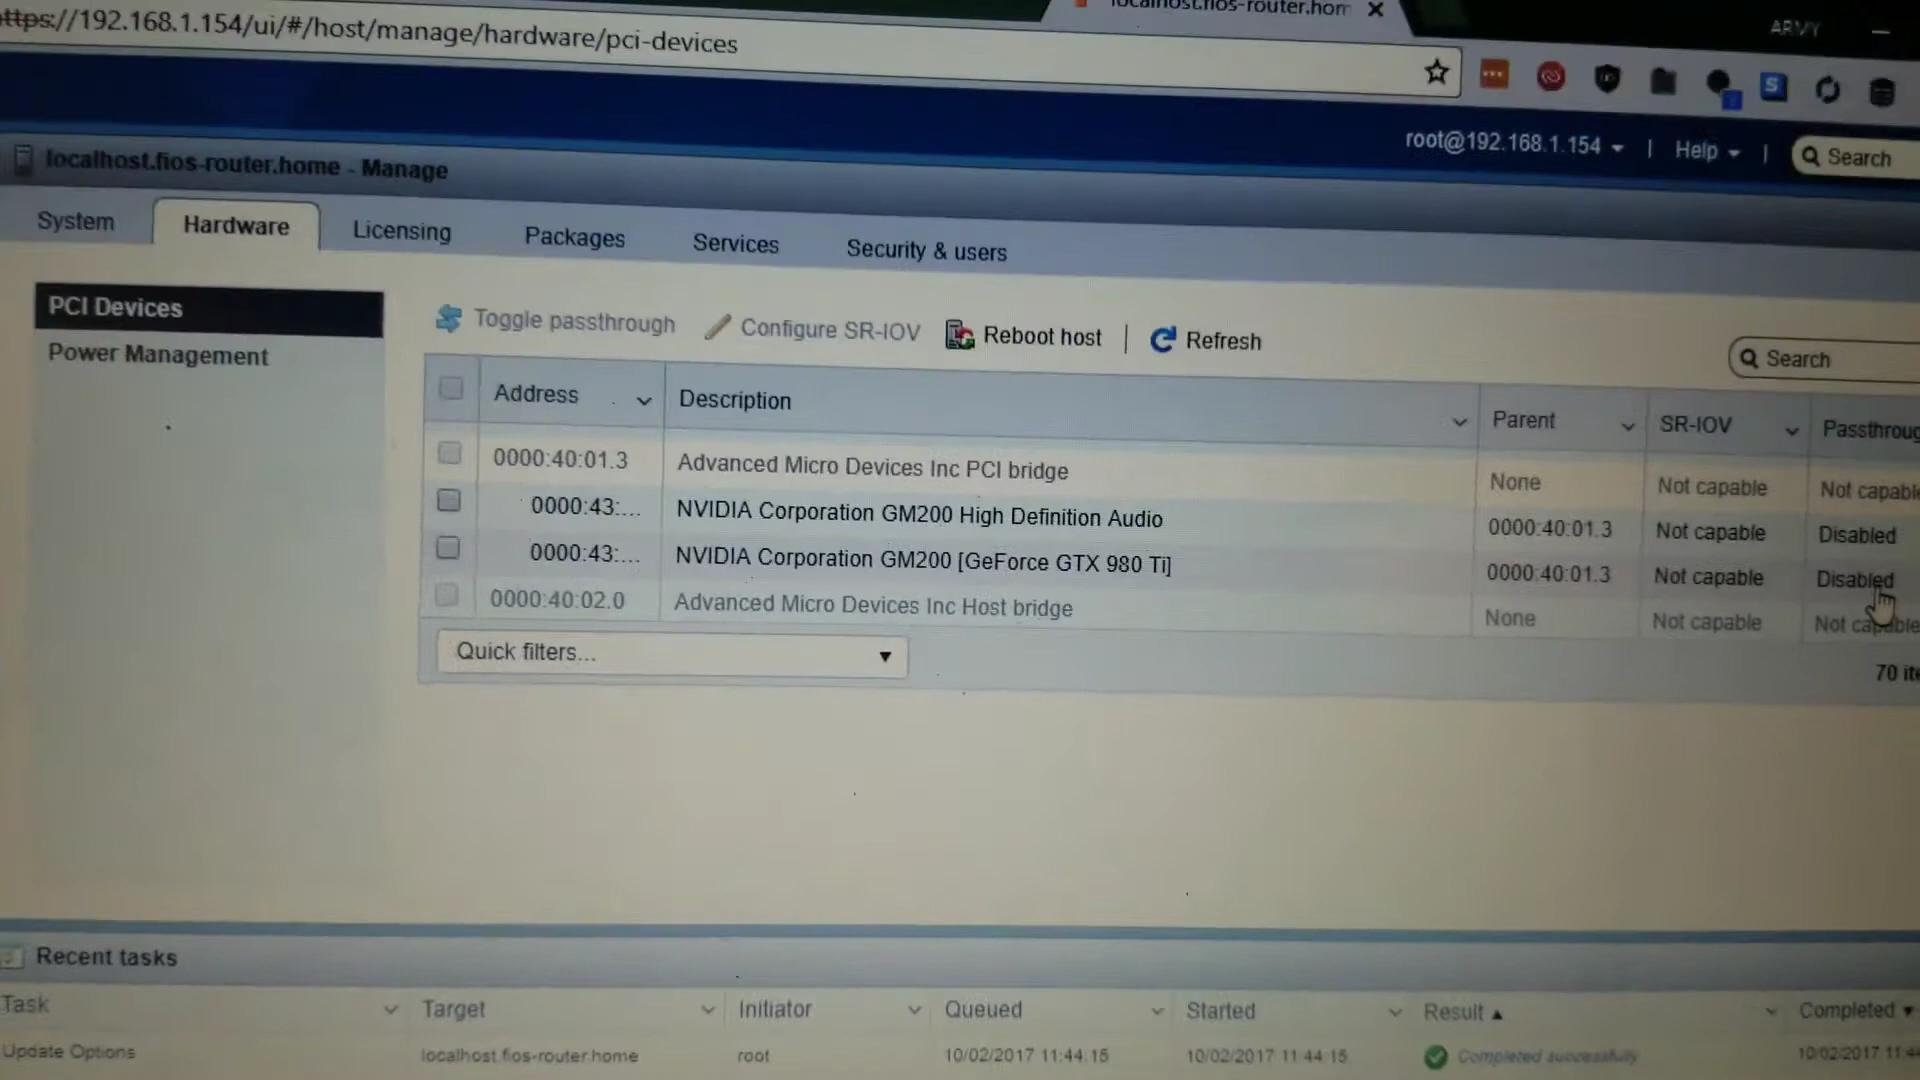 ttps://192.168.1.154/ui/#/host/manage/hardware/pci-devices
localhost.fios-router.hom
ARMY
root@192.168.1.154
Help
Search
localhost.fios-router.home - Manage
System
Hardware
Licensing
Packages
Services
Security & users
PCI Devices
Power Management
Toggle passthrough
Configure SR-IOV
Reboot host
Refresh
Search
Address Description Parent SR-IOV Passthroug
0000:40:01.3 Advanced Micro Devices Inc PCI bridge None Not capable Not capable
0000:43:... NVIDIA Corporation GM200 High Definition Audio 0000:40:01.3 Not capable Disabled
0000:43:... NVIDIA Corporation GM200 [GeForce GTX 980 Ti] 0000:40:01.3 Not capable Disabled
0000:40:02.0 Advanced Micro Devices Inc Host bridge None Not capable Not capable
Quick filters...
70 ite
Recent tasks
Task Target Initiator Queued Started Result Completed
Update Options localhost.fios-router.home root 10/02/2017 11:44:15 10/02/2017 11:44:15 Completed successfully 10/02/2017 11:44